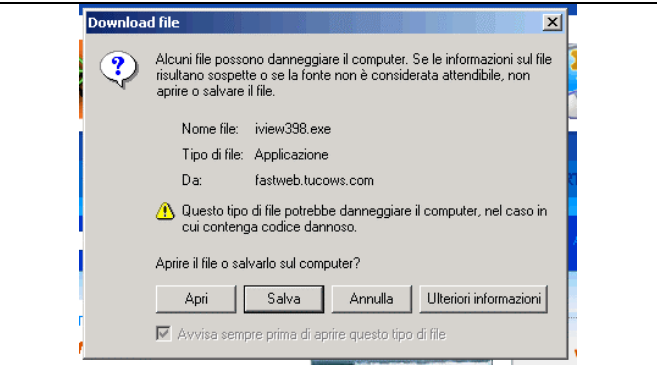 Download file
Alcuni file possono danneggiare il computer. Se le informazioni sul file
risultano sospette o se la fonte non è considerata attendibile, non
aprire o salvare il file.
Nome file: iview398.exe
Tipo di file: Applicazione
Da: fastweb.tucows.com
Questo tipo di file potrebbe danneggiare il computer, nel caso in
cui contenga codice dannoso.
Aprire il file o salvarlo sul computer?
Apri Salva Annulla Ulteriori informazioni
Avvisa sempre prima di aprire questo tipo di file